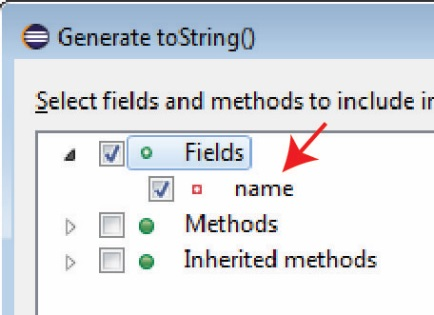 Generate toString()
Select fields and methods to include
Fields
name
Methods
Inherited methods